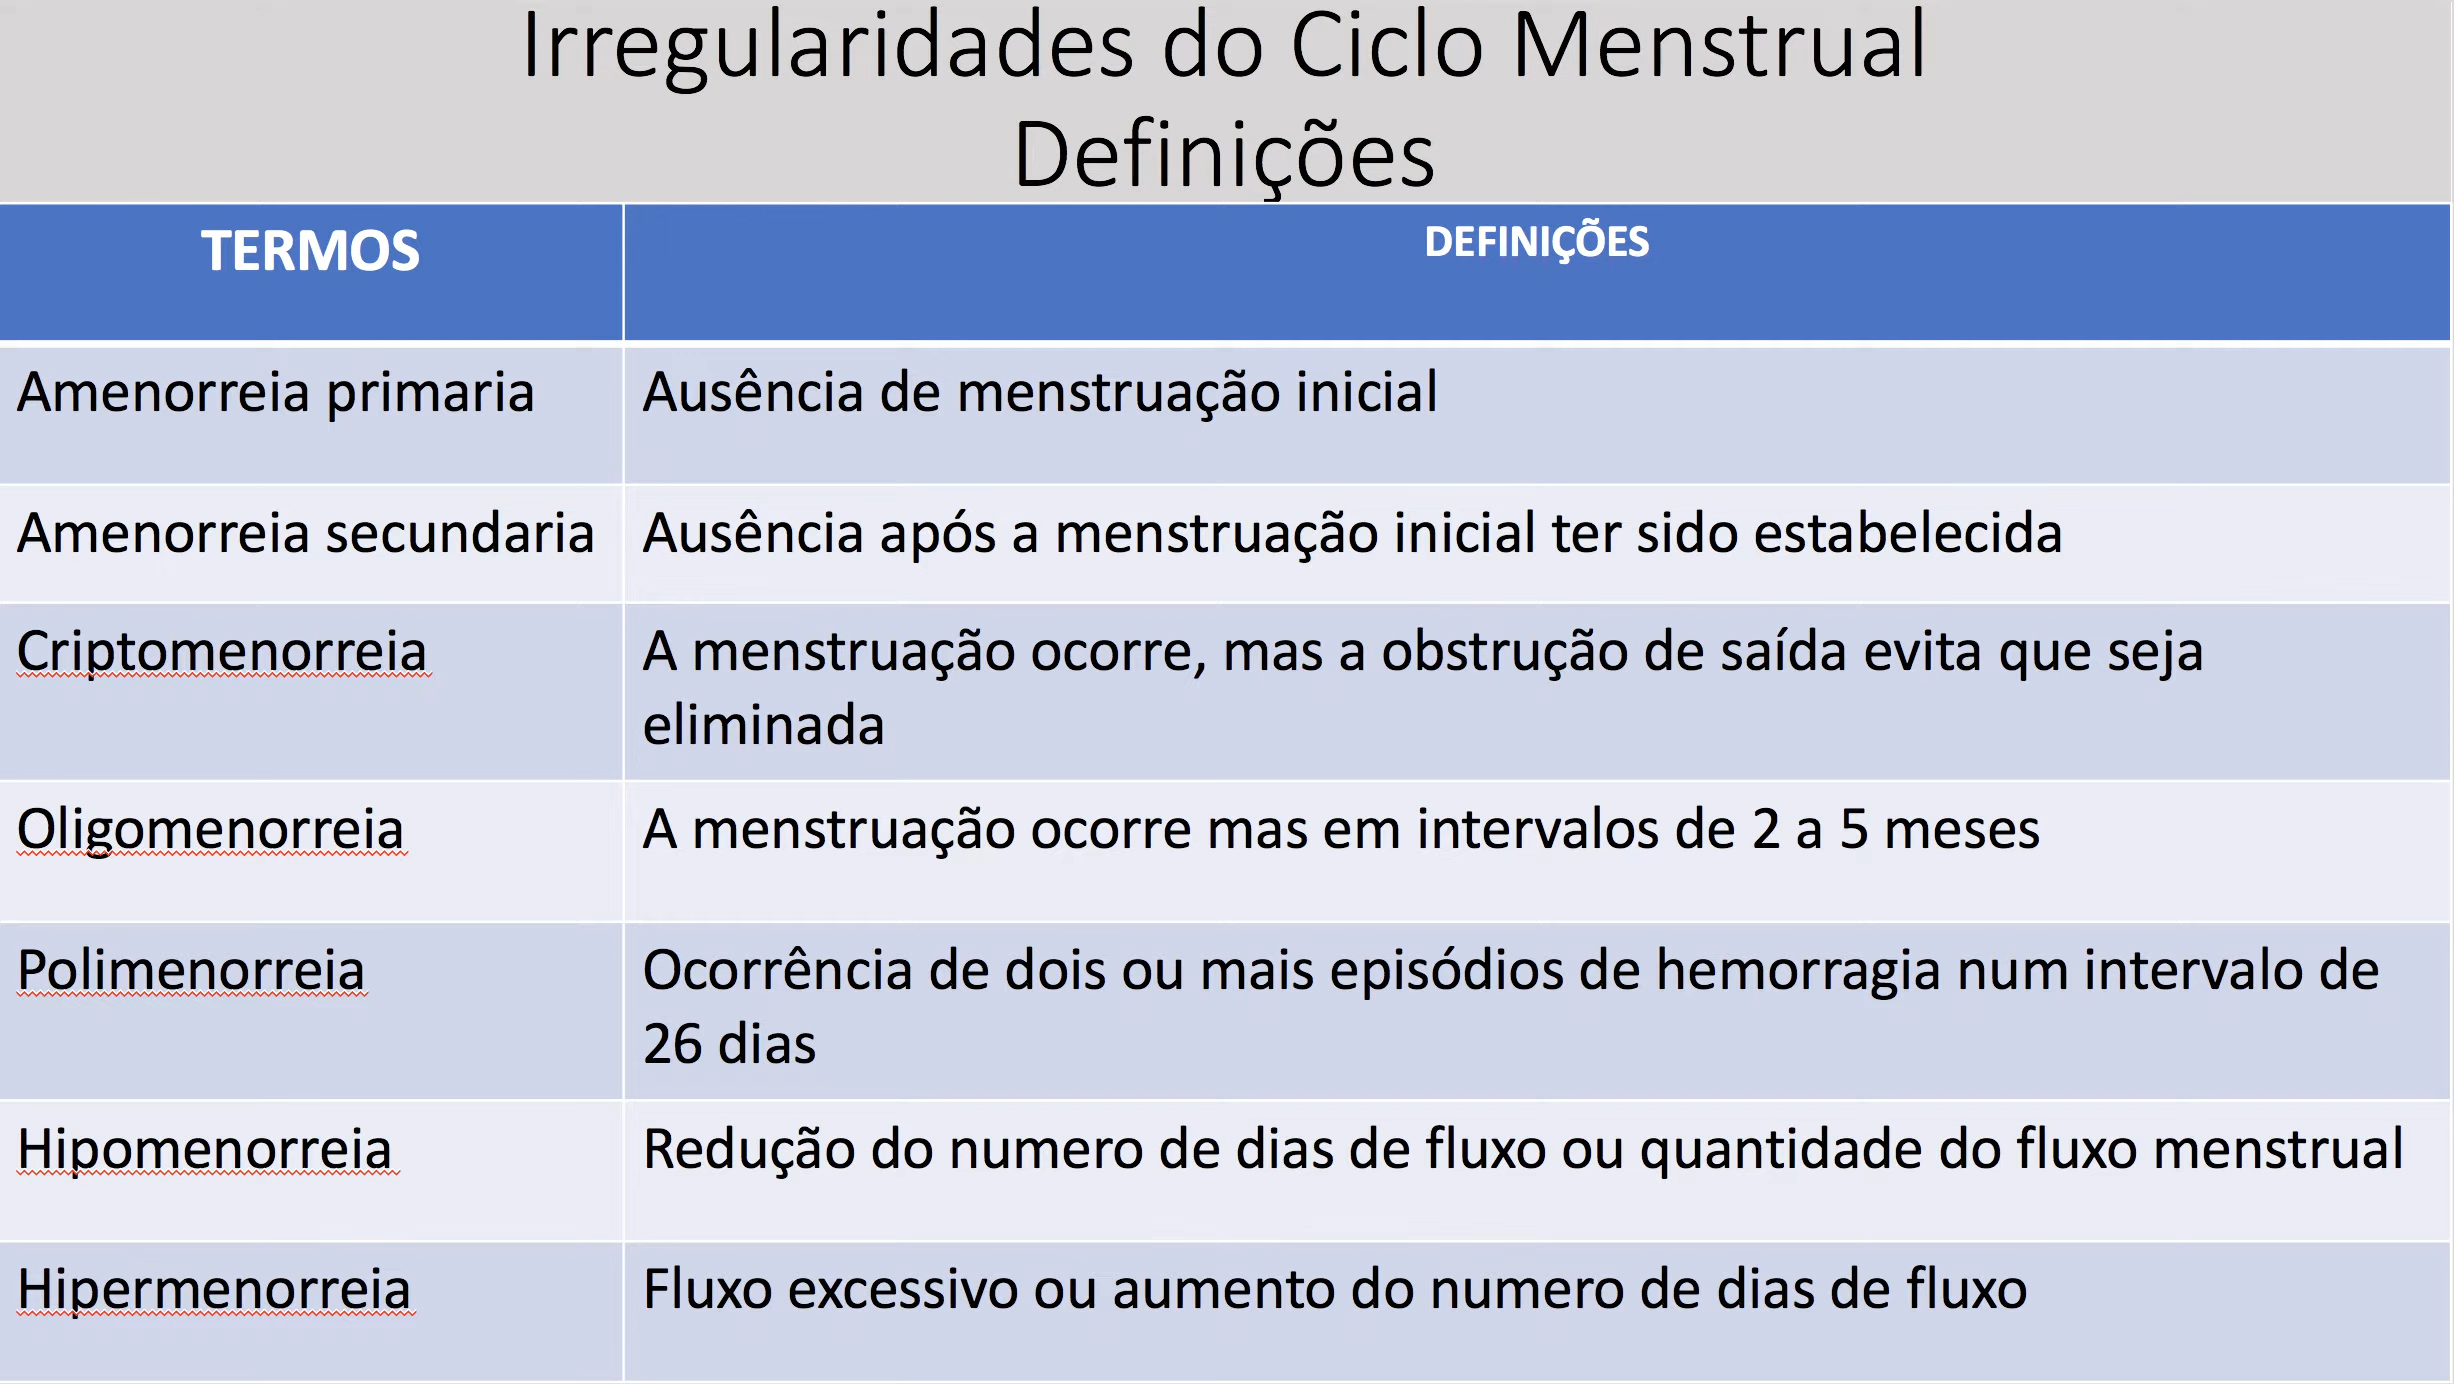 Irregularidades do Ciclo Menstrual
Definições
TERMOS
DEFINIÇÕES
Amenorreia primaria
Ausência de menstruação inicial
Amenorreia secundaria
Ausência após a menstruação inicial ter sido estabelecida
Criptomenorreia
A menstruação ocorre, mas a obstrução de saída evita que seja
eliminada
Oligomenorreia
A menstruação ocorre mas em intervalos de 2 a 5 meses
Polimenorreia
Ocorrência de dois ou mais episódios de hemorragia num intervalo de
26 dias
Hipomenorreia
Redução do numero de dias de fluxo ou quantidade do fluxo menstrual
Hipermenorreia
Fluxo excessivo ou aumento do numero de dias de fluxo